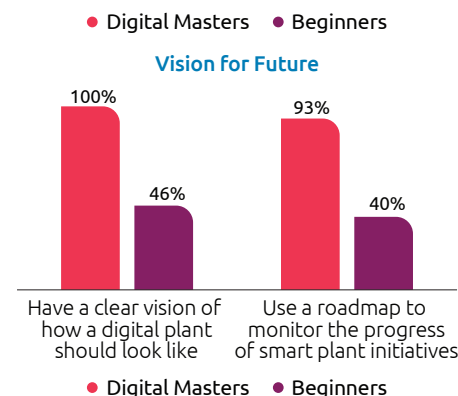 Digital Masters Beginners
Vision for Future
100%
46%
93%
40%
Have a clear vision of
how a digital plant
should look like
Use a roadmap to
monitor the progress
of smart plant initiatives
Digital Masters Beginners